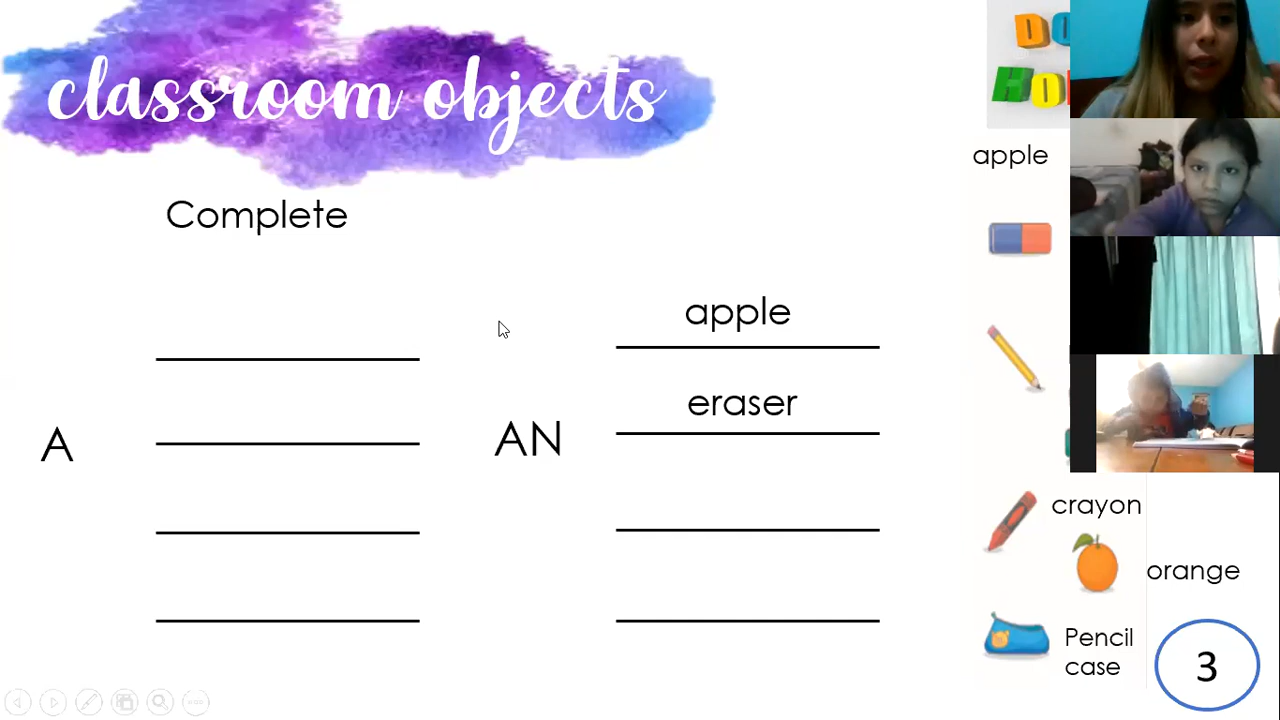 classroom objects
Complete
A
AN
apple
eraser
apple
crayon
orange
Pencil
case
3